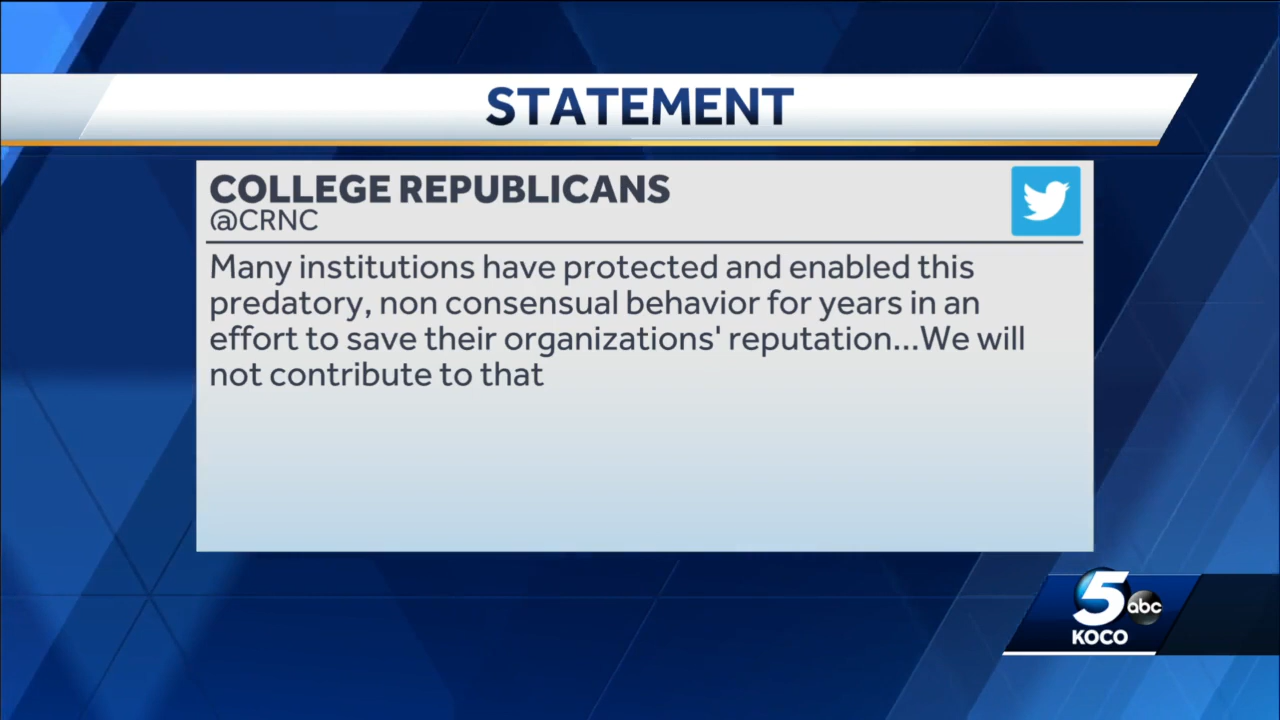 STATEMENT
COLLEGE REPUBLICANS
@CRNC
Many institutions have protected and enabled this
predatory, non consensual behavior for years in an
effort to save their organizations' reputation...We will
not contribute to that
5
abc
KOCO